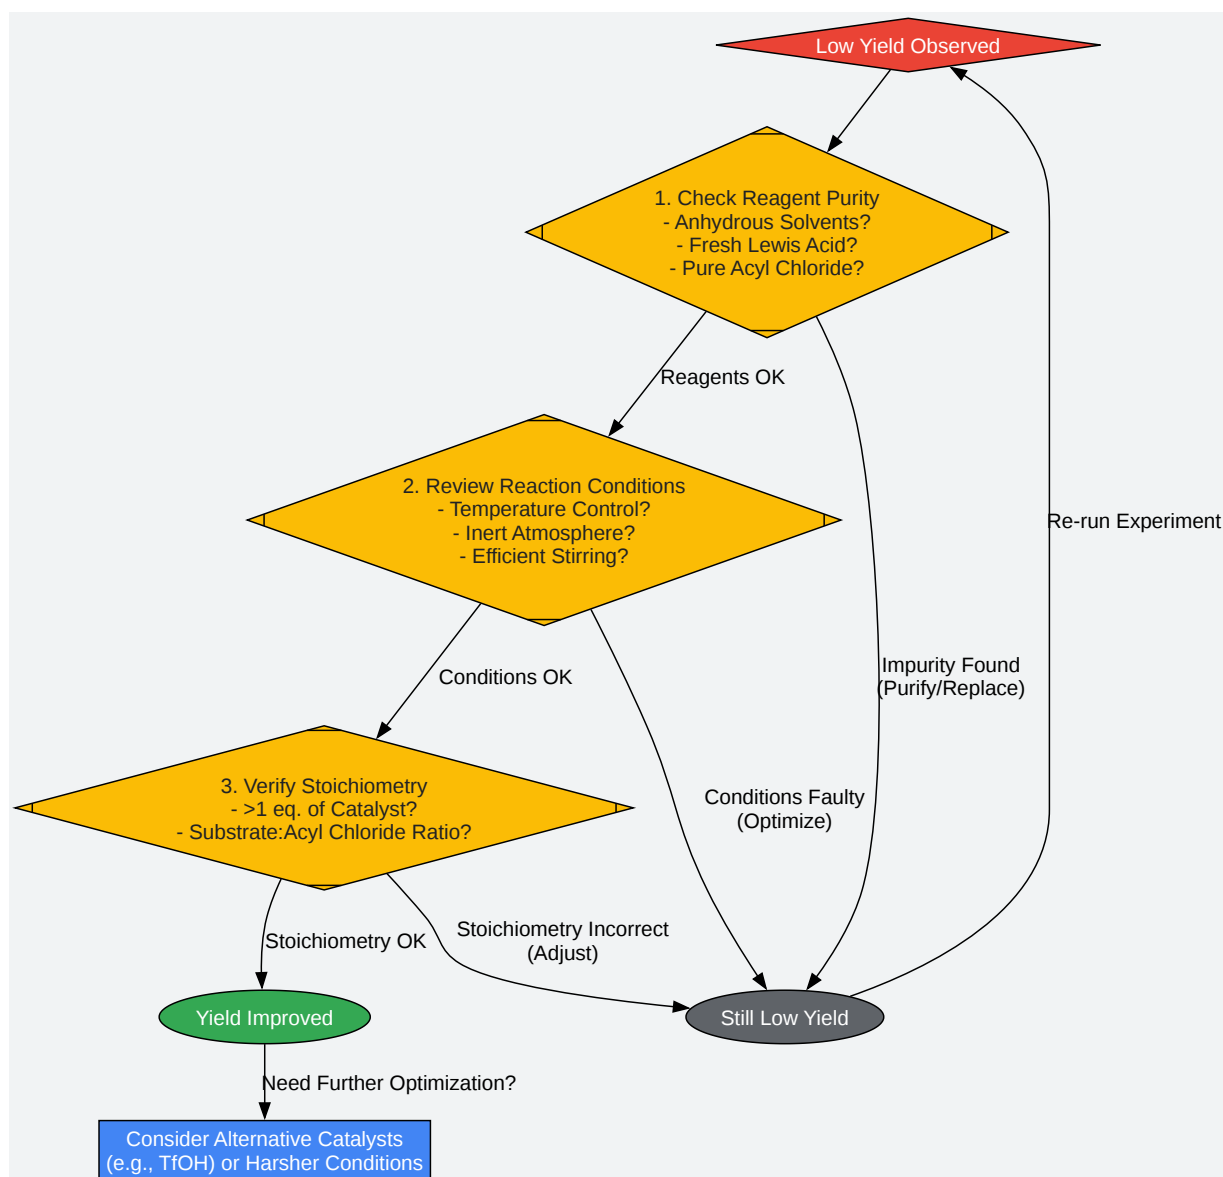 Low Yield Observed
1. Check Reagent Purity
- Anhydrous Solvents?
- Fresh Lewis Acid?
- Pure Acyl Chloride?
Reagents OK
2. Review Reaction Conditions
- Temperature Control?
- Inert Atmosphere?
- Efficient Stirring?
Re-run Experiment
Impurity Found
(Purify/Replace)
Conditions OK
3. Verify Stoichiometry
- >1 eq. of Catalyst?
- Substrate:Acyl Chloride Ratio?
Conditions Faulty
(Optimize)
Stoichiometry OK
Stoichiometry Incorrect
(Adjust)
Yield Improved
Still Low Yield
Need Further Optimization?
Consider Alternative Catalysts
(e.g., TfOH) or Harsher Conditions